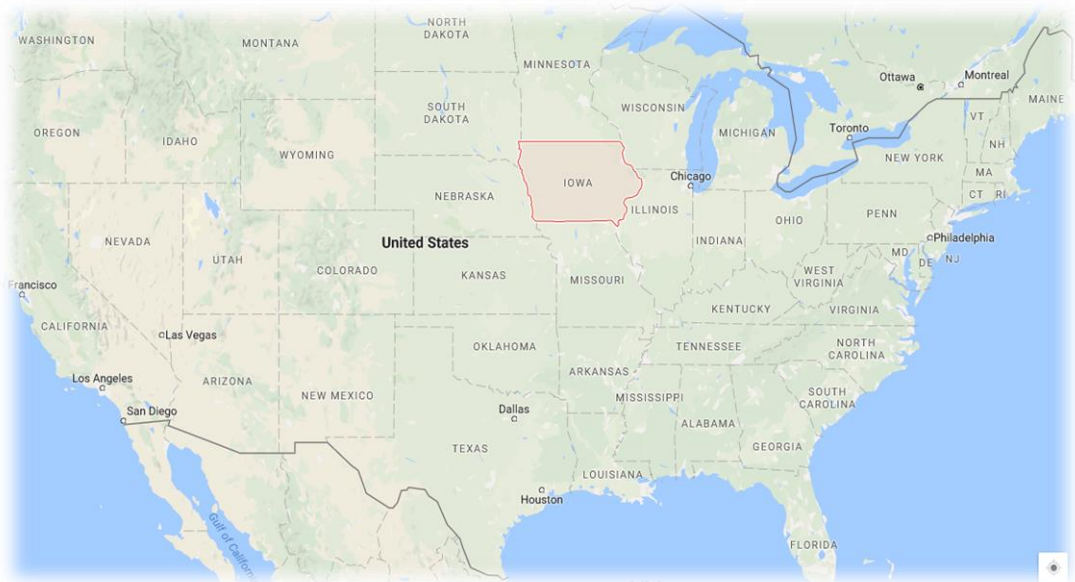 WASHINGTON
MONTANA
NORTH
DAKOTA
MINNESOTA
Ottawa
Montreal
MAINE
OREGON
IDAHO
WYOMING
SOUTH
DAKOTA
WISCONSIN
MICHIGAN
Toronto
VT
NH
NEW YORK
MA
CT
RI
NEBRASKA
IOWA
Chicago
ILLINOIS
INDIANA
OHIO
PENN
Philadelphia
MD
DE
NJ
NEVADA
UTAH
COLORADO
United States
KANSAS
MISSOURI
WEST
VIRGINIA
KENTUCKY
VIRGINIA
Francisco
CALIFORNIA
Las Vegas
Los Angeles
San Diego
ARIZONA
NEW MEXICO
OKLAHOMA
ARKANSAS
TENNESSEE
NORTH
CAROLINA
SOUTH
CAROLINA
MISSISSIPPI
ALABAMA
GEORGIA
Dallas
TEXAS
LOUISIANA
Houston
FLORIDA
Gulf of Californ